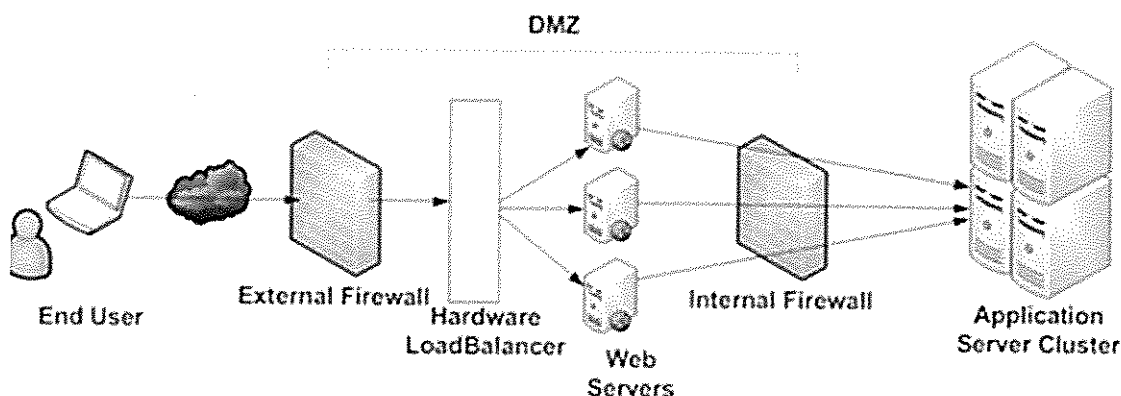 DMZ
End User
External Firewall
Hardware
LoadBalancer
Web
Servers
Internal Firewall
Application
Server Cluster